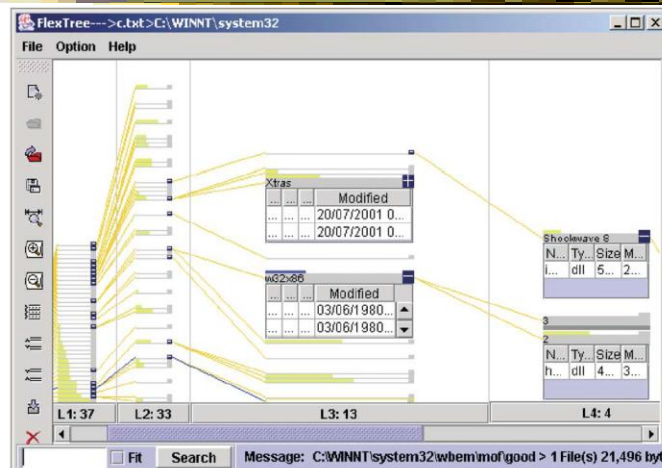 FlexTree--->c.txt>C:\WINNT\system32
File Option Help
Xtras
... ... ... Modified
... ... ... 20/07/2001 0...
... ... ... 20/07/2001 0...
w32x86
... ... ... Modified
... ... ... 03/06/1980...
... ... ... 03/06/1980...
Shockwave 8
N... Ty... Size M...
i... dll 5... 2...
3
2
N... Ty... Size M...
h... dll 4... 3...
L1: 37 L2: 33 L3: 13 L4: 4
Fit Search Message: C:\WINNT\system32\wbem\mof\good > 1 File(s) 21,496 byt